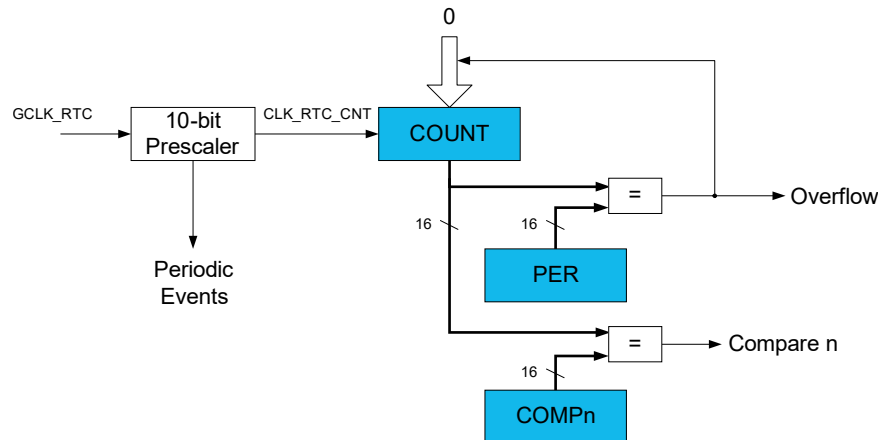 0
GCLK_RTC
10-bit
Prescaler
CLK_RTC_CNT
COUNT
=
Overflow
16
16
PER
Periodic
Events
=
Compare n
16
COMPn